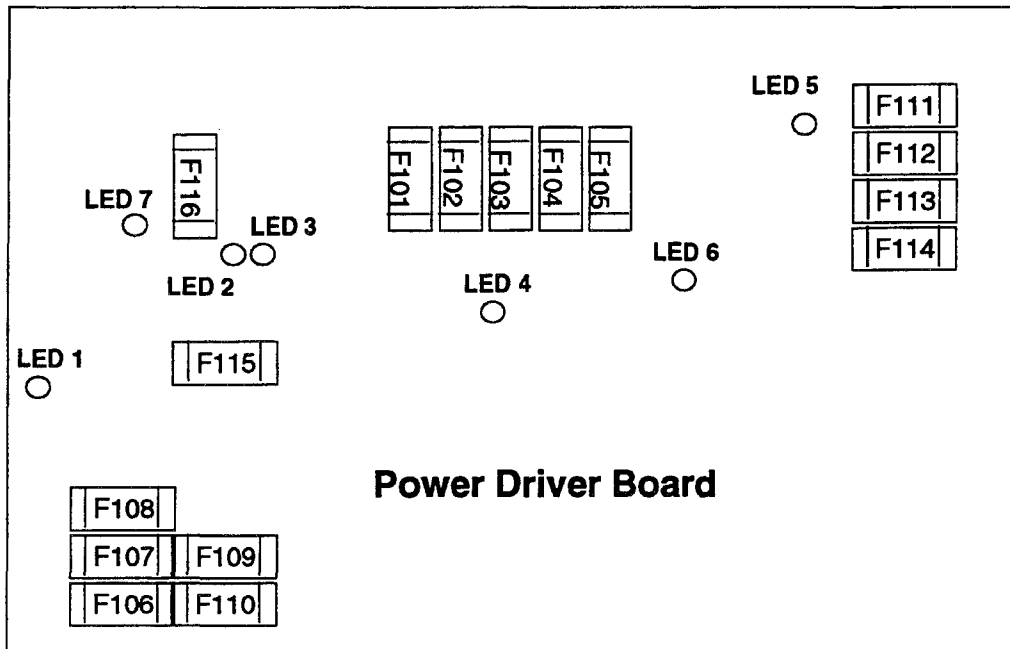 LED 5
F111
F112
F113
F114
F116
F101
F102
F103
F104
F105
LED 7
LED 3
LED 2
LED 4
LED 6
LED 1
F115
Power Driver Board
F108
F107
F109
F106
F110